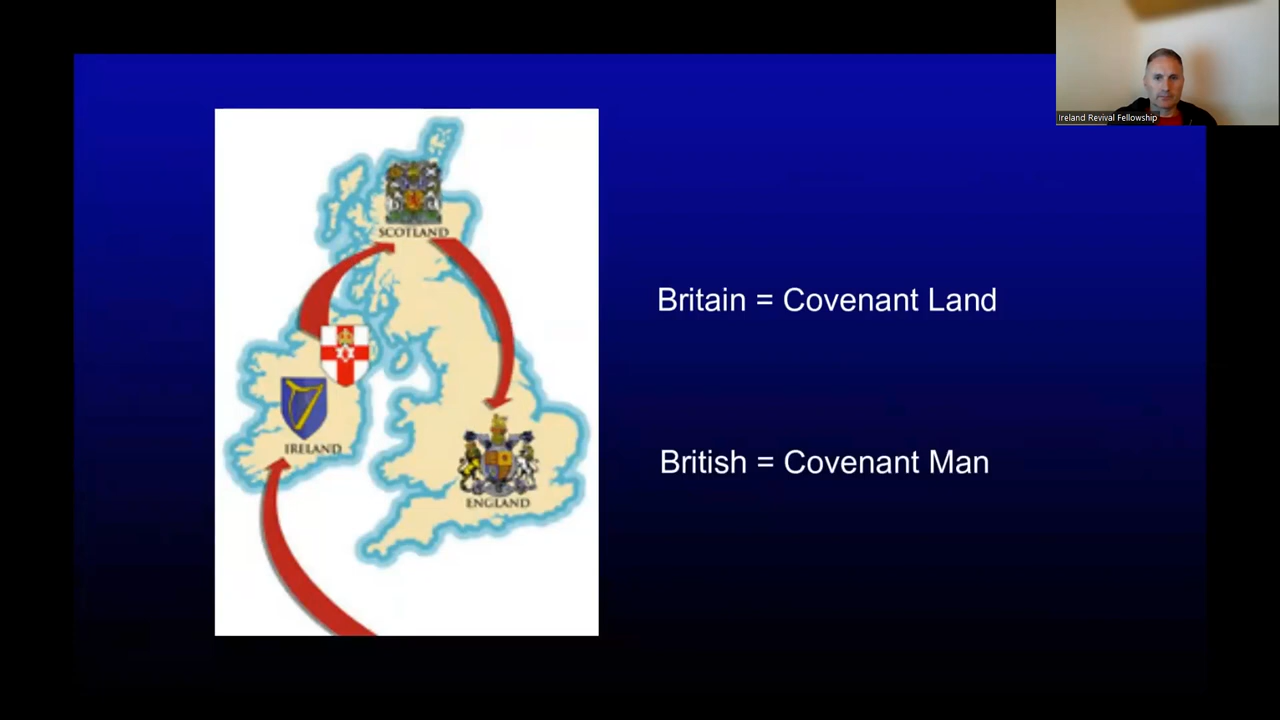 Ireland Revival Fellowship
SCOTLAND
Britain = Covenant Land
IRELAND
British = Covenant Man
ENGLAND